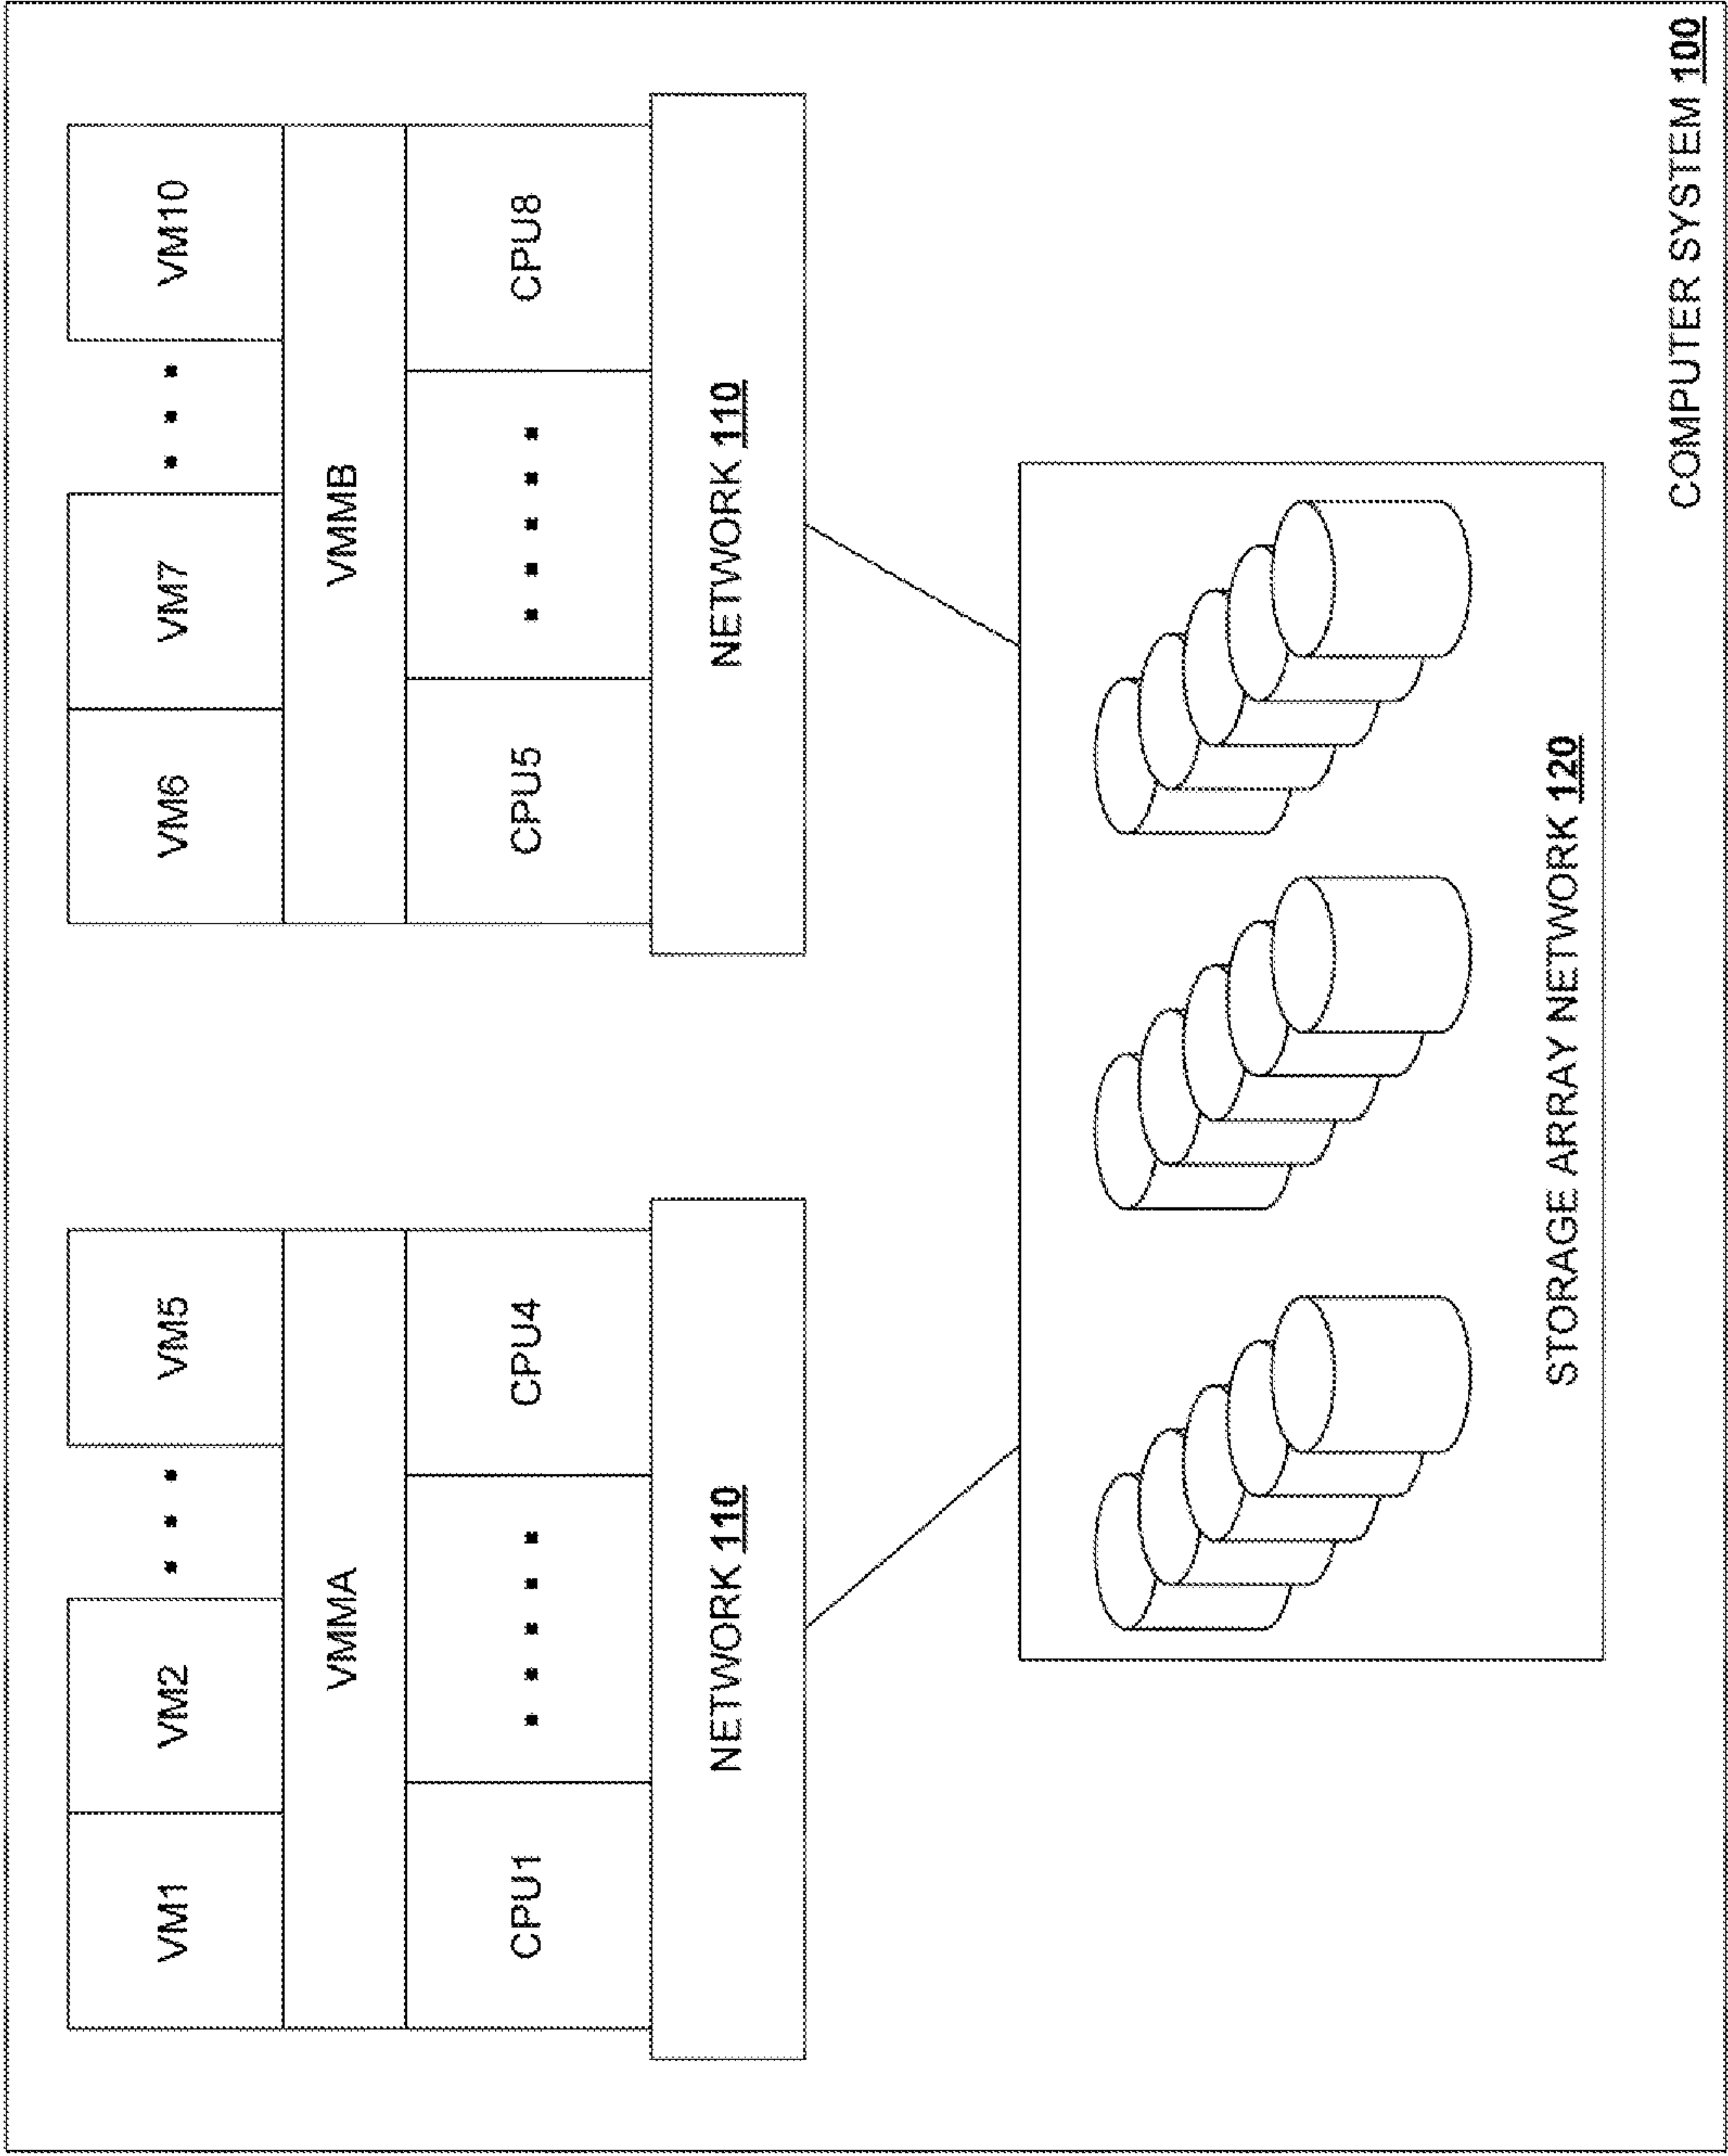 VM1
VM2
VM5
VM6
VM7
VM10
VMMA
VMMB
CPU1
CPU4
CPU5
CPU8
NETWORK 110
NETWORK 110
STORAGE ARRAY NETWORK 120
COMPUTER SYSTEM 100